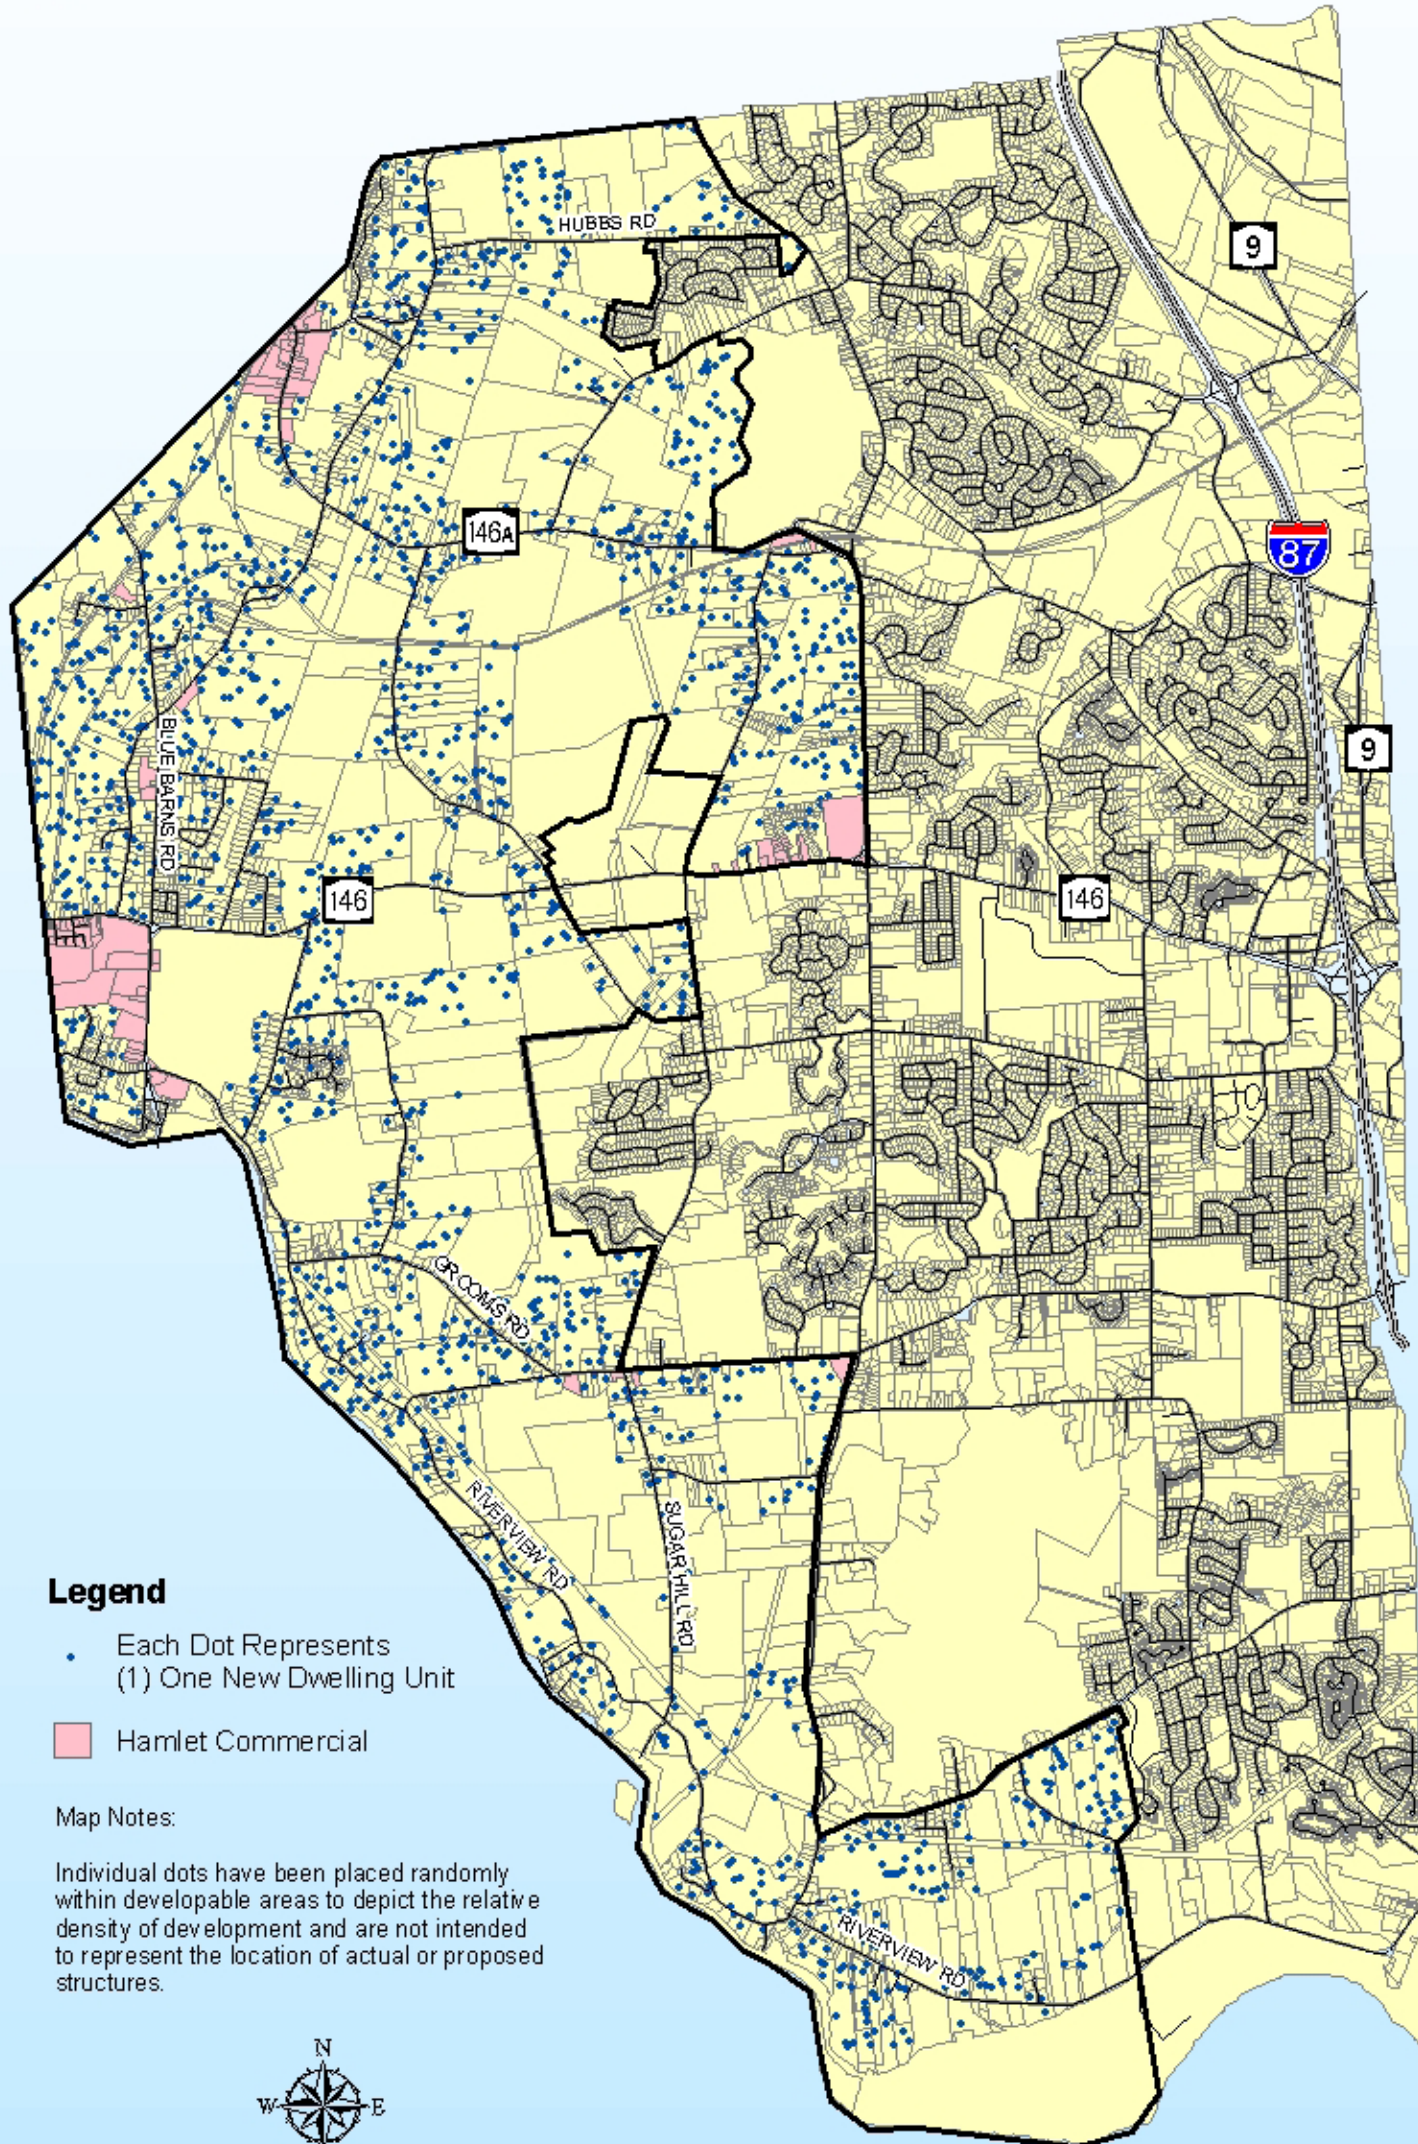 HUBBS RD
9
146A
87
BLUE BARNS RD
9
146
146
GROOMS RD
RIVERVIEW RD
SUGAR HILL RD
Legend
Each Dot Represents
(1) One New Dwelling Unit
Hamlet Commercial
Map Notes:
Individual dots have been placed randomly
within developable areas to depict the relative
density of development and are not intended
to represent the location of actual or proposed
structures.
RIVERVIEW RD
N
W
E